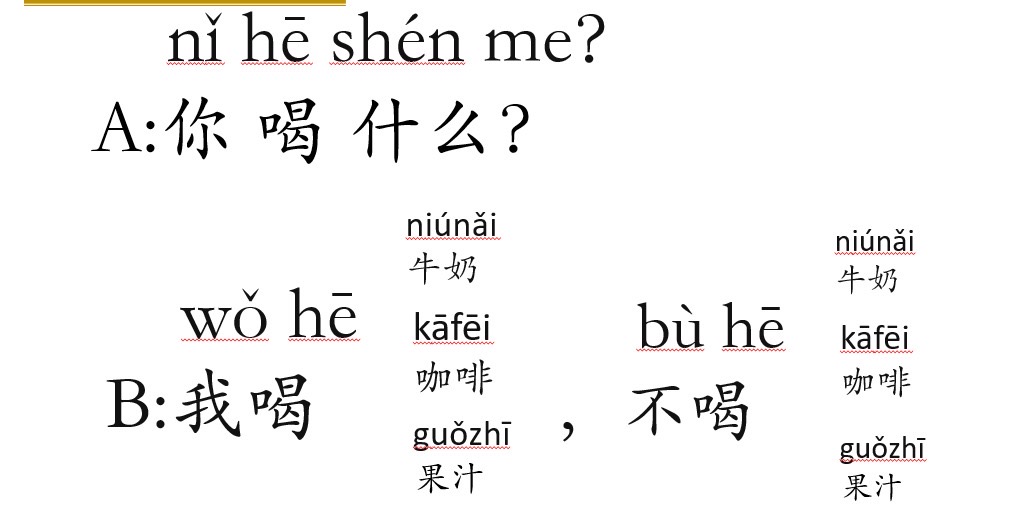 nǐ hē shén me?
A:你 喝 什么?
niúnǎi
牛奶
kāfēi
咖啡
guǒzhī
果汁
wǒ hē
B:我喝
，
bù hē
不喝
niúnǎi
牛奶
kāfēi
咖啡
guǒzhī
果汁